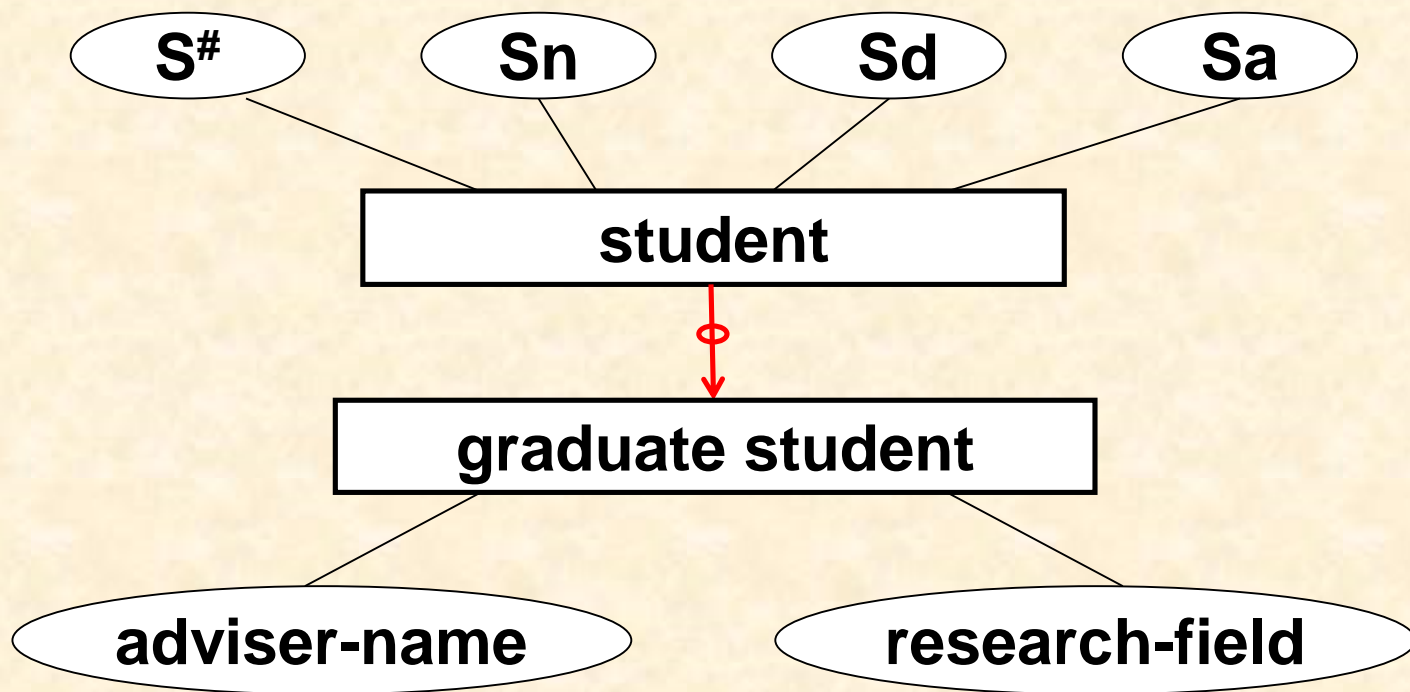 S# Sn Sd Sa
student
graduate student
adviser-name research-field